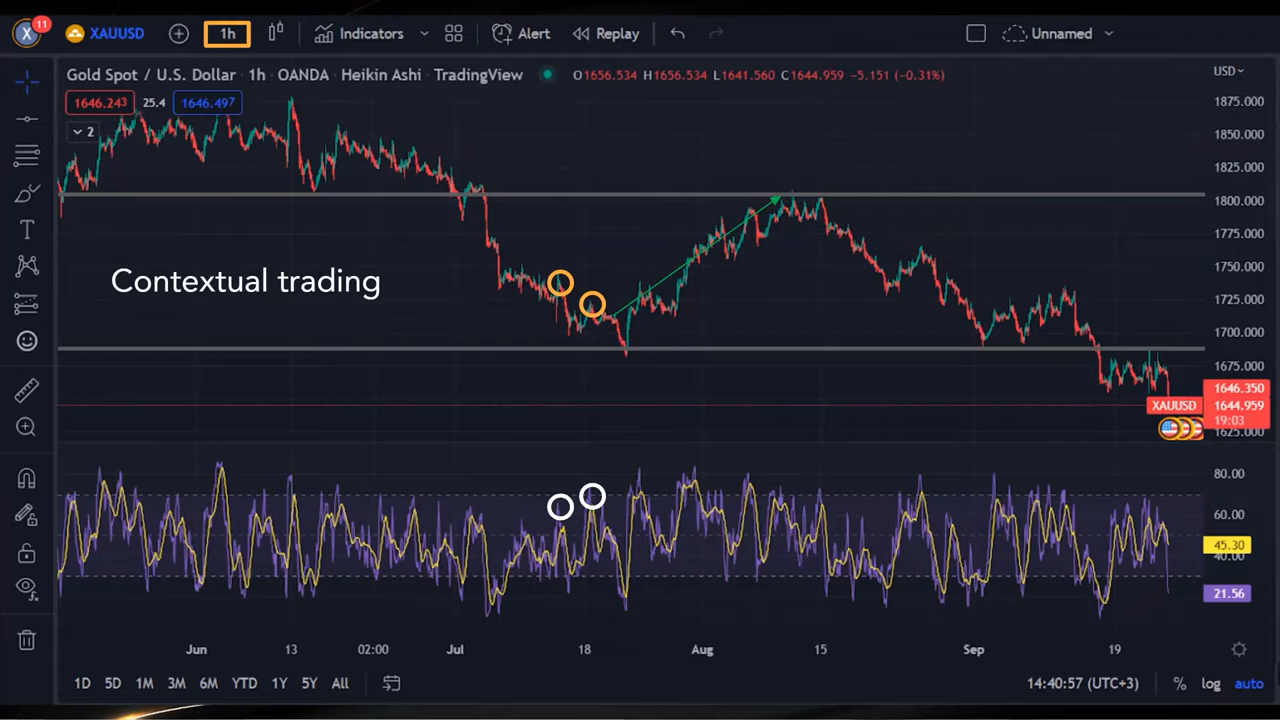 X 11 XAUUSD 1h Indicators Alert Replay Unnamed
Gold Spot / U.S. Dollar · 1h · OANDA · Heikin Ashi · TradingView O1656.534 H1656.534 L1641.560 C1644.959 -5.151 (-0.31%) USD
1646.243 25.4 1646.497
2
1875.000
1850.000
1825.000
1800.000
1775.000
1750.000
Contextual trading
1725.000
1700.000
1675.000
1646.350
XAUUSD 1644.959
19:03
1625.000
80.00
60.00
45.30
40.00
21.56
Jun 13 02:00 Jul 18 Aug 15 Sep 19
1D 5D 1M 3M 6M YTD 1Y 5Y All 14:40:57 (UTC+3) % log auto